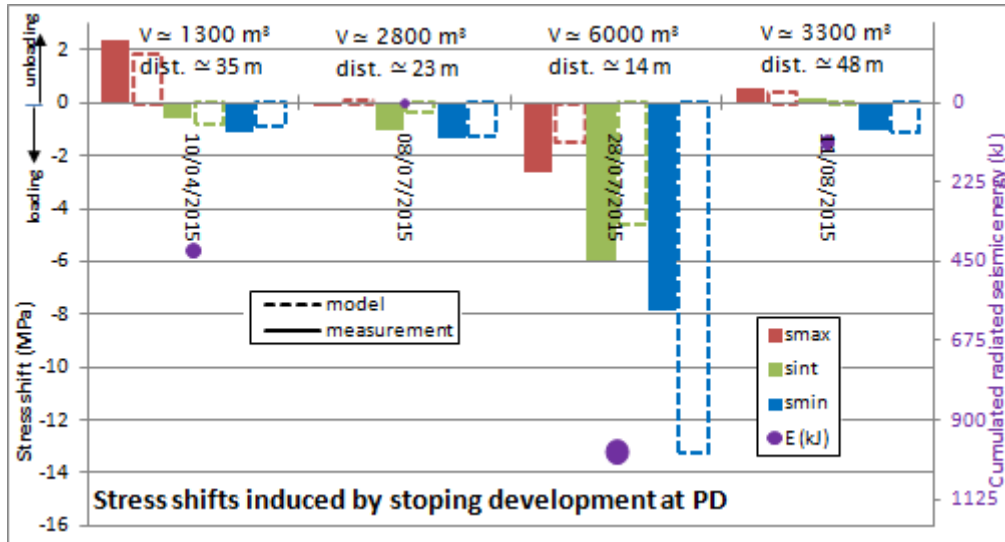 V ≃ 1300 m³
dist. ≃ 35 m
V ≃ 2800 m³
dist. ≃ 23 m
V ≃ 6000 m³
dist. ≃ 14 m
V ≃ 3300 m³
dist. ≃ 48 m
unloading
loading
Stress shift (MPa)
2
0
-2
-4
-6
-8
-10
-12
-14
-16
10/04/2015
08/07/2015
28/07/2015
11/08/2015
0
225
450
675
900
1125
Cumulated radiated seismic energy (kJ)
model
measurement
smax
sint
smin
E (kJ)
Stress shifts induced by stoping development at PD